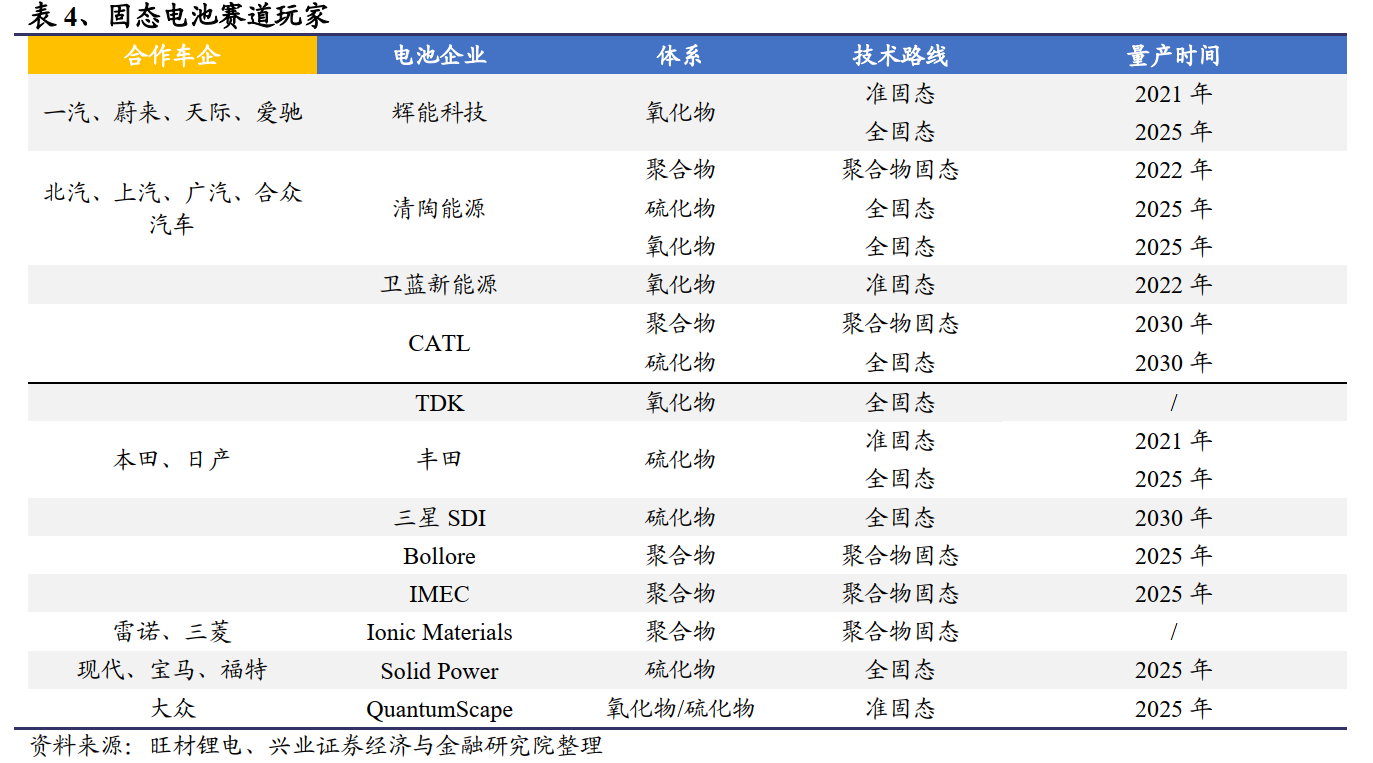 表 4、固态电池赛道玩家
合作车企 电池企业 体系 技术路线 量产时间
一汽、蔚来、天际、爱驰 辉能科技 氧化物 准固态 2021 年
全固态 2025 年
北汽、上汽、广汽、合众
汽车
清陶能源 聚合物 聚合物固态 2022 年
硫化物 全固态 2025 年
氧化物 全固态 2025 年
卫蓝新能源 氧化物 准固态 2022 年
CATL 聚合物 聚合物固态 2030 年
硫化物 全固态 2030 年
TDK 氧化物 全固态 /
本田、日产 丰田 硫化物 准固态 2021 年
全固态 2025 年
三星 SDI 硫化物 全固态 2030 年
Bollore 聚合物 聚合物固态 2025 年
IMEC 聚合物 聚合物固态 2025 年
雷诺、三菱 Ionic Materials 聚合物 聚合物固态 /
现代、宝马、福特 Solid Power 硫化物 全固态 2025 年
大众 QuantumScape 氧化物/硫化物 准固态 2025 年
资料来源：旺材锂电、兴业证券经济与金融研究院整理